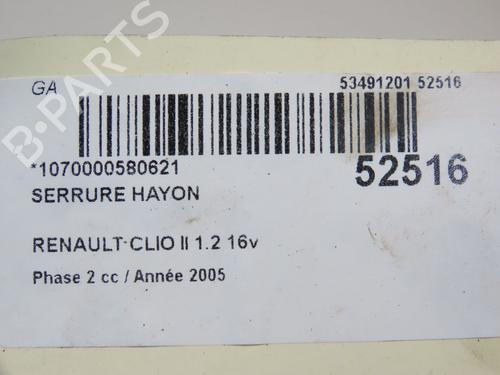 B-PARTS
GA 53491201 52516
*1070000580621 52516
SERRURE HAYON
RENAULT CLIO II 1.2 16v
Phase 2 cc / Année 2005